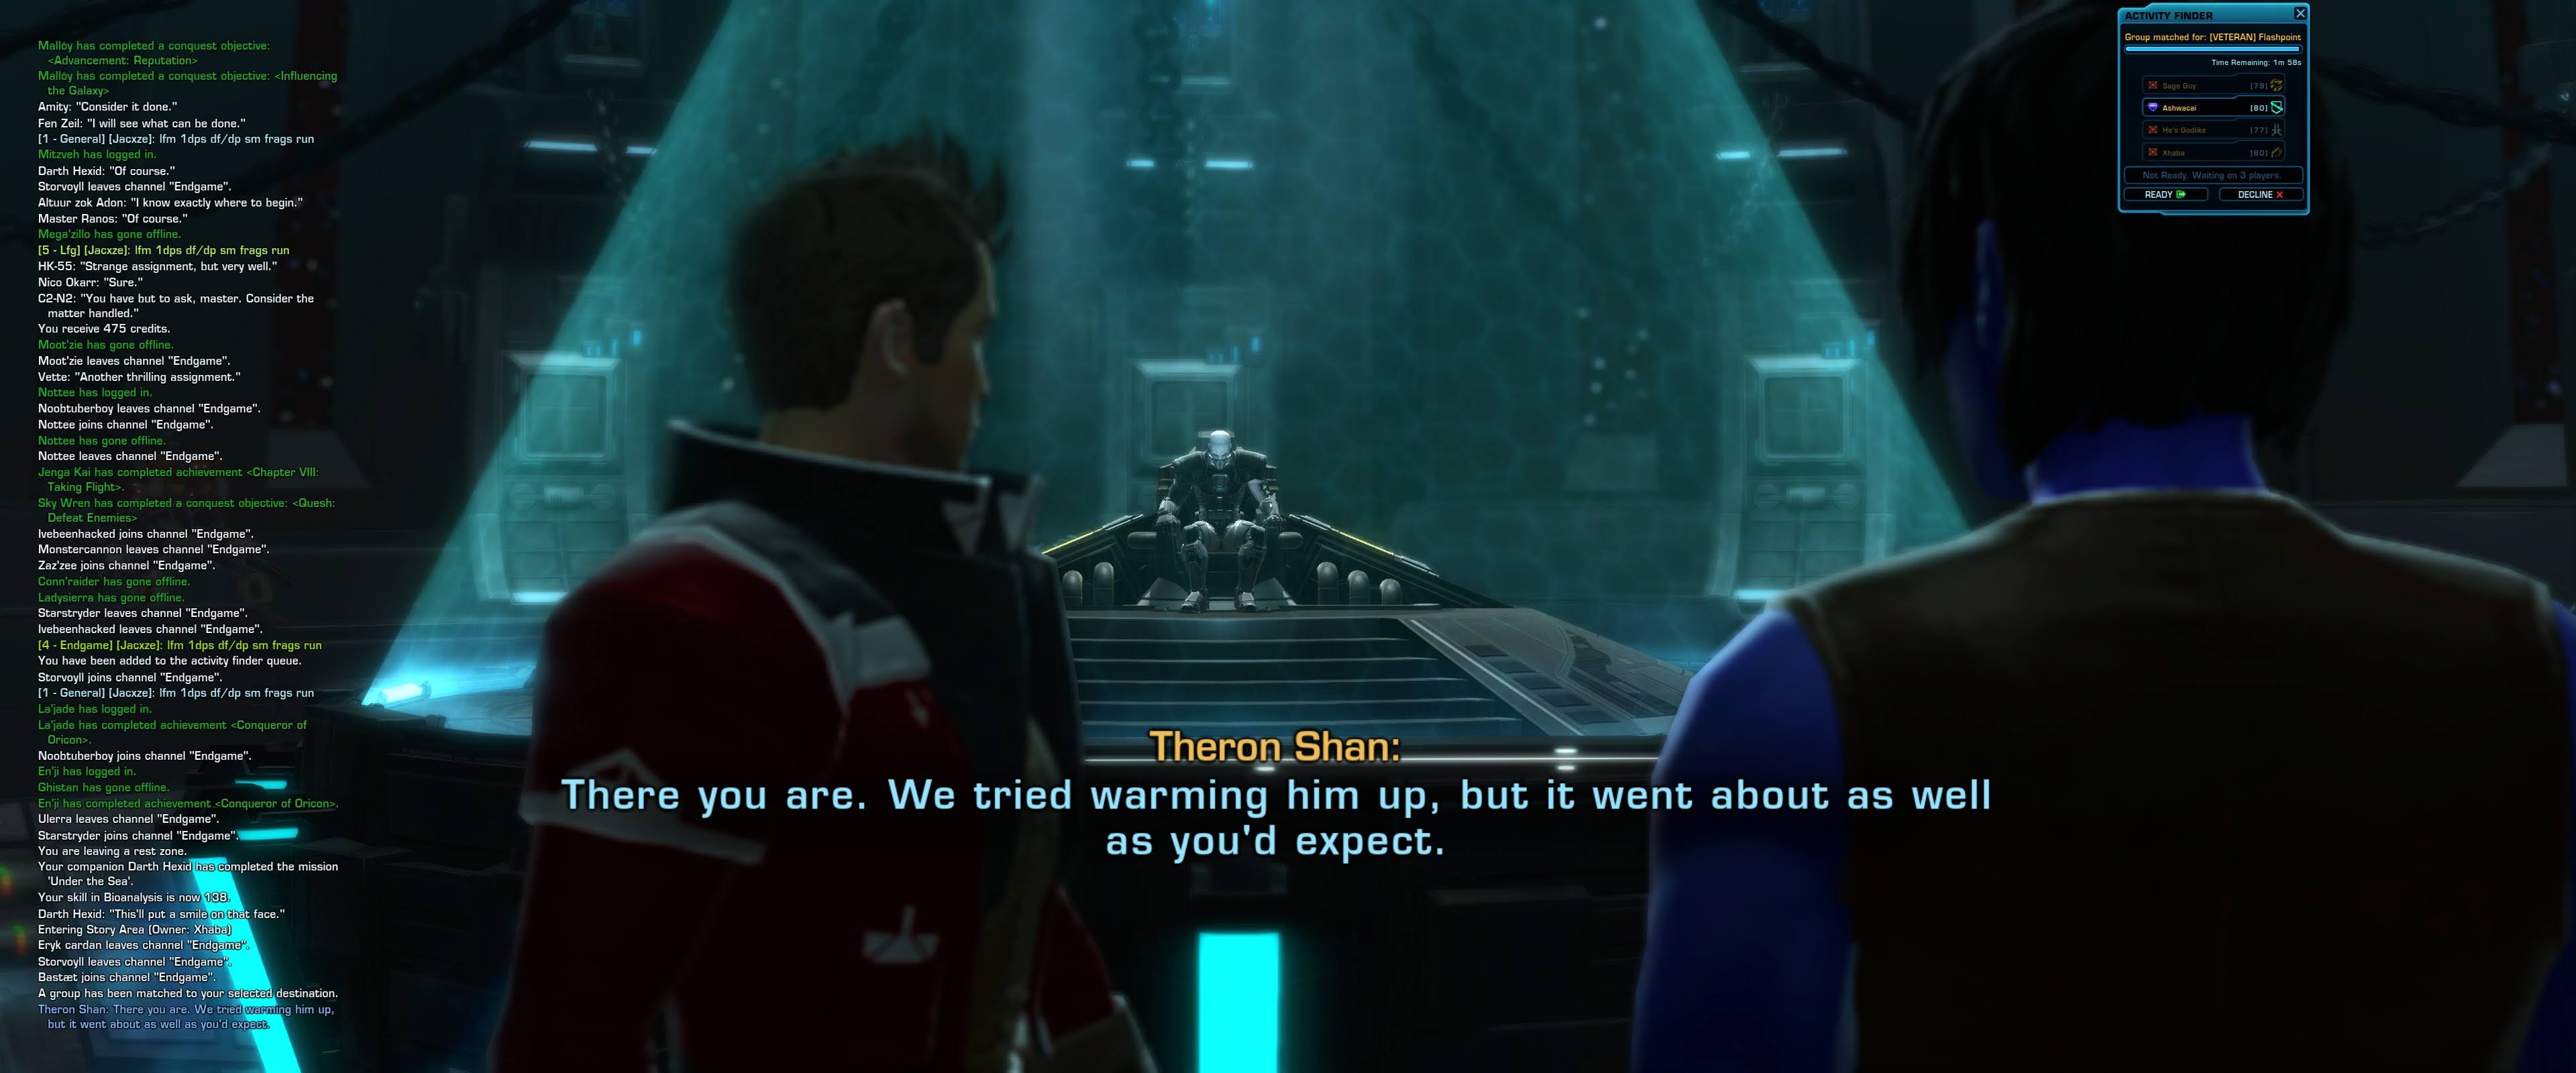 Mallôy has completed a conquest objective:
<Advancement: Reputation>
Mallôy has completed a conquest objective: <Influencing
the Galaxy>
Amity: "Consider it done."
Fen Zeil: "I will see what can be done."
[1 - General] [Jacxze]: lfm 1dps df/dp sm frags run
Mitzveh has logged in.
Darth Hexid: "Of course."
Storvoyll leaves channel "Endgame".
Altuur zok Adon: "I know exactly where to begin."
Master Ranos: "Of course."
Mega'zillo has gone offline.
[5 - Lfg] [Jacxze]: lfm 1dps df/dp sm frags run
HK-55: "Strange assignment, but very well."
Nico Okarr: "Sure."
C2-N2: "You have but to ask, master. Consider the
matter handled."
You receive 475 credits.
Moot'zie has gone offline.
Moot'zie leaves channel "Endgame".
Vette: "Another thrilling assignment."
Nottee has logged in.
Noobtuberboy leaves channel "Endgame".
Nottee joins channel "Endgame".
Nottee has gone offline.
Nottee leaves channel "Endgame".
Jenga Kai has completed achievement <Chapter VIII:
Taking Flight>.
Sky Wren has completed a conquest objective: <Quesh:
Defeat Enemies>
Ivebeenhacked joins channel "Endgame".
Monstercannon leaves channel "Endgame".
Zaz'zee joins channel "Endgame".
Conn'raider has gone offline.
Ladysierra has gone offline.
Starstryder leaves channel "Endgame".
Ivebeenhacked leaves channel "Endgame".
[4 - Endgame] [Jacxze]: lfm 1dps df/dp sm frags run
You have been added to the activity finder queue.
Storvoyll joins channel "Endgame".
[1 - General] [Jacxze]: lfm 1dps df/dp sm frags run
La'jade has logged in.
La'jade has completed achievement <Conqueror of
Oricon>.
Noobtuberboy joins channel "Endgame".
En'ji has logged in.
Ghistan has gone offline.
En'ji has completed achievement <Conqueror of Oricon>.
Ulerra leaves channel "Endgame".
Starstryder joins channel "Endgame".
You are leaving a rest zone.
Your companion Darth Hexid has completed the mission
'Under the Sea'.
Your skill in Bioanalysis is now 138.
Darth Hexid: "This'll put a smile on that face."
Entering Story Area (Owner: Xhaba)
Eryk cardan leaves channel "Endgame".
Storvoyll leaves channel "Endgame".
Bastæt joins channel "Endgame".
A group has been matched to your selected destination.
Theron Shan: There you are. We tried warming him up,
but it went about as well as you'd expect.
Theron Shan:
There you are. We tried warming him up, but it went about as well
as you'd expect.
ACTIVITY FINDER
Group matched for: [VETERAN] Flashpoint
Time Remaining: 1m 58s
Sage Guy [79]
Ashwacai [80]
He's Godlike [77]
Xhaba [80]
Not Ready. Waiting on 3 players.
READY DECLINE